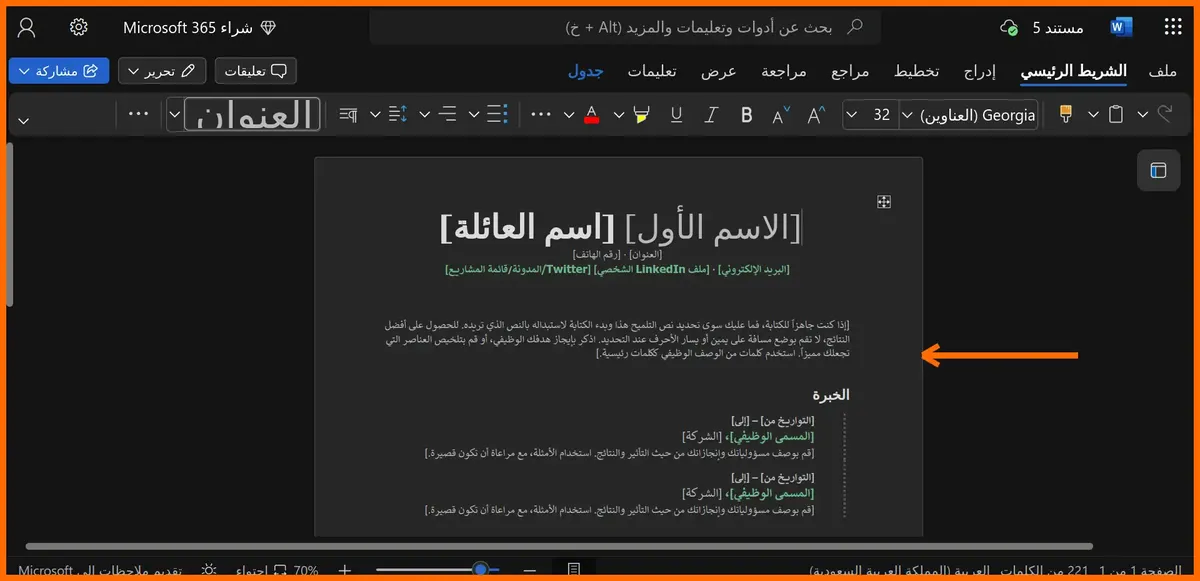 مستند 5
بحث عن أدوات وتعليمات والمزيد (Alt + خ)
شراء Microsoft 365
ملف
الشريط الرئيسي
إدراج
تخطيط
مراجع
مراجعة
عرض
تعليمات
جدول
تعليقات
تحرير
مشاركة
Georgia (العناوين)
32
العنوان
[الاسم الأول] [اسم العائلة]
[العنوان] · [رقم الهاتف]
[البريد الإلكتروني] · [ملف LinkedIn الشخصي] [Twitter/المدونة/قائمة المشاريع]
[إذا كنت جاهزاً للكتابة، فما عليك سوى تحديد نص التلميح هذا وبدء الكتابة لاستبداله بالنص الذي تريده. للحصول على أفضل
النتائج، لا تقم بوضع مسافة على يمين أو يسار الأحرف عند التحديد. اذكر بإيجاز هدفك الوظيفي، أو قم بتلخيص العناصر التي
تجعلك مميزاً. استخدم كلمات من الوصف الوظيفي ككلمات رئيسية.]
الخبرة
[التواريخ من] – [إلى]
[المسمى الوظيفي]، [الشركة]
[قم بوصف مسؤولياتك وإنجازاتك من حيث التأثير والنتائج. استخدام الأمثلة، مع مراعاة أن تكون قصيرة.]
[التواريخ من] – [إلى]
[المسمى الوظيفي]، [الشركة]
[قم بوصف مسؤولياتك وإنجازاتك من حيث التأثير والنتائج. استخدام الأمثلة، مع مراعاة أن تكون قصيرة.]
الصفحة 1 من 1 221 من الكلمات العربية (المملكة العربية السعودية)
70% احتواء تقديم ملاحظات إلى Microsoft